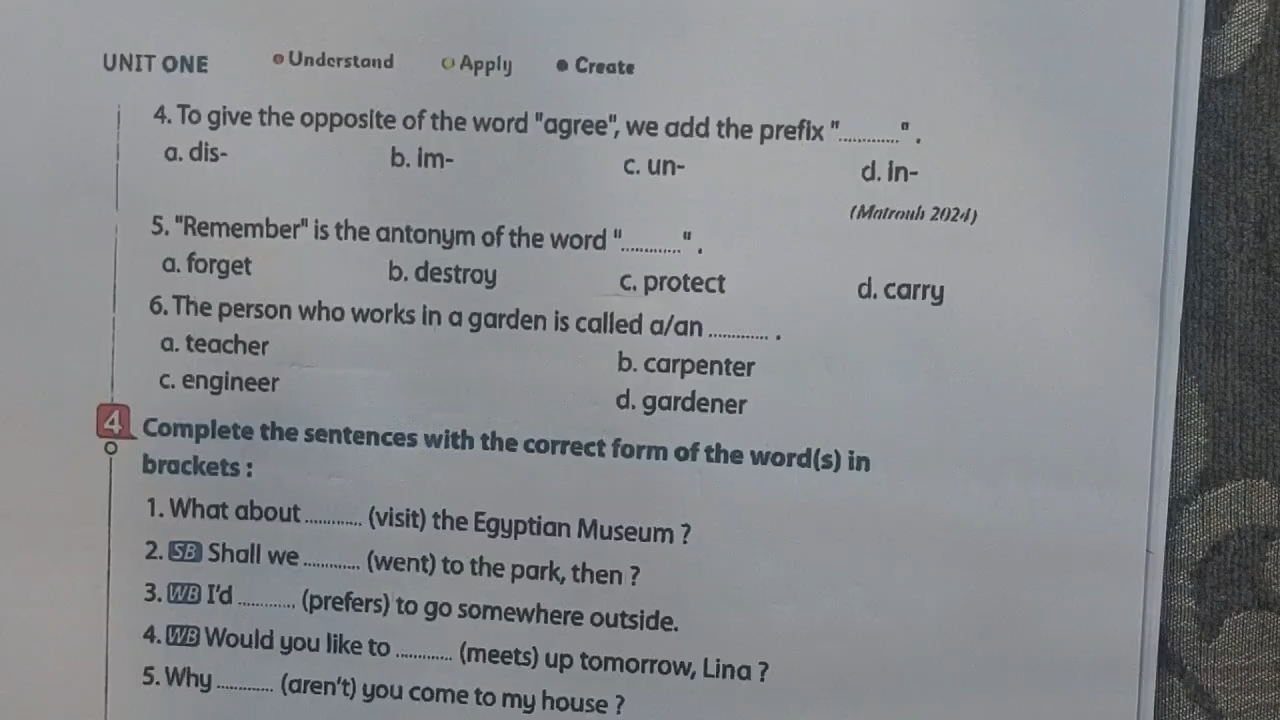 UNIT ONE Understand Apply Create
4. To give the opposite of the word "agree", we add the prefix "............" .
a. dis- b. im- c. un- d. in-
(Matrouh 2024)
5. "Remember" is the antonym of the word "............" .
a. forget b. destroy c. protect d. carry
6. The person who works in a garden is called a/an ............ .
a. teacher b. carpenter
c. engineer d. gardener
4 Complete the sentences with the correct form of the word(s) in
brackets :
1. What about ............ (visit) the Egyptian Museum ?
2. SB Shall we ............ (went) to the park, then ?
3. WB I'd ............ (prefers) to go somewhere outside.
4. WB Would you like to ............ (meets) up tomorrow, Lina ?
5. Why ............ (aren't) you come to my house ?